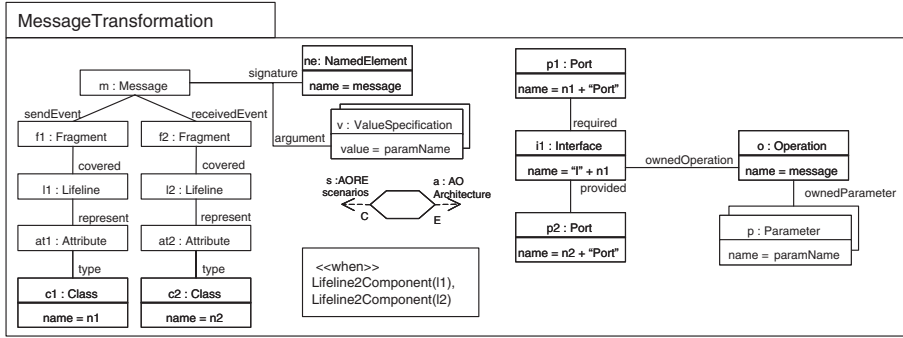 MessageTransformation
m : Message
signature
ne: NamedElement
name = message
sendEvent
receivedEvent
argument
v : ValueSpecification
value = paramName
f1 : Fragment
f2 : Fragment
covered
covered
l1 : Lifeline
l2 : Lifeline
represent
represent
at1 : Attribute
at2 : Attribute
type
type
c1 : Class
name = n1
c2 : Class
name = n2
s :AORE
scenarios
a : AO
Architecture
C
E
<<when>>
Lifeline2Component(l1),
Lifeline2Component(l2)
p1 : Port
name = n1 + “Port”
required
i1 : Interface
name = “I” + n1
provided
p2 : Port
name = n2 + “Port”
ownedOperation
o : Operation
name = message
ownedParameter
p : Parameter
name = paramName